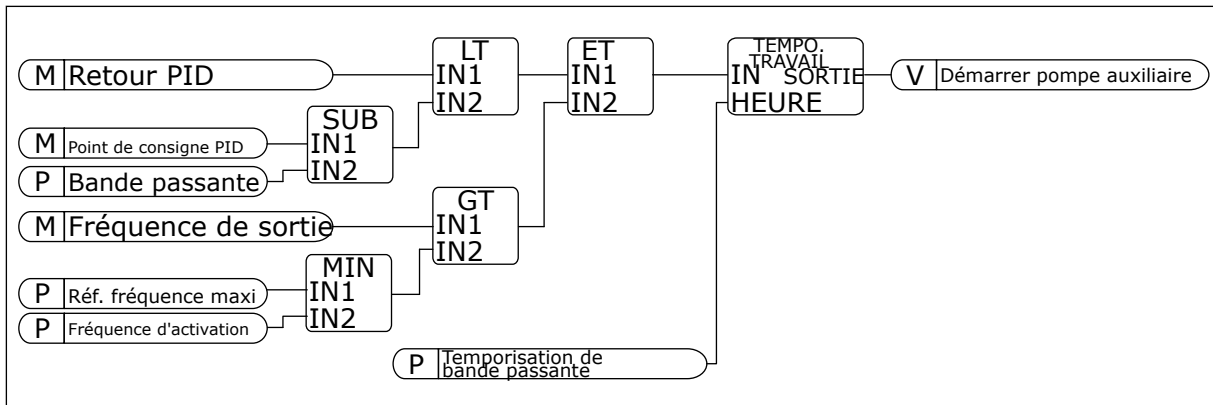 LT
ET
TEMPO.
TRAVAIL
M Retour PID
IN1
IN1
IN SORTIE
V Démarrer pompe auxiliaire
IN2
IN2
HEURE
SUB
M Point de consigne PID
IN1
P Bande passante
IN2
GT
M Fréquence de sortie
IN1
IN2
MIN
P Réf. fréquence maxi
IN1
P Fréquence d'activation
IN2
P Temporisation de
bande passante